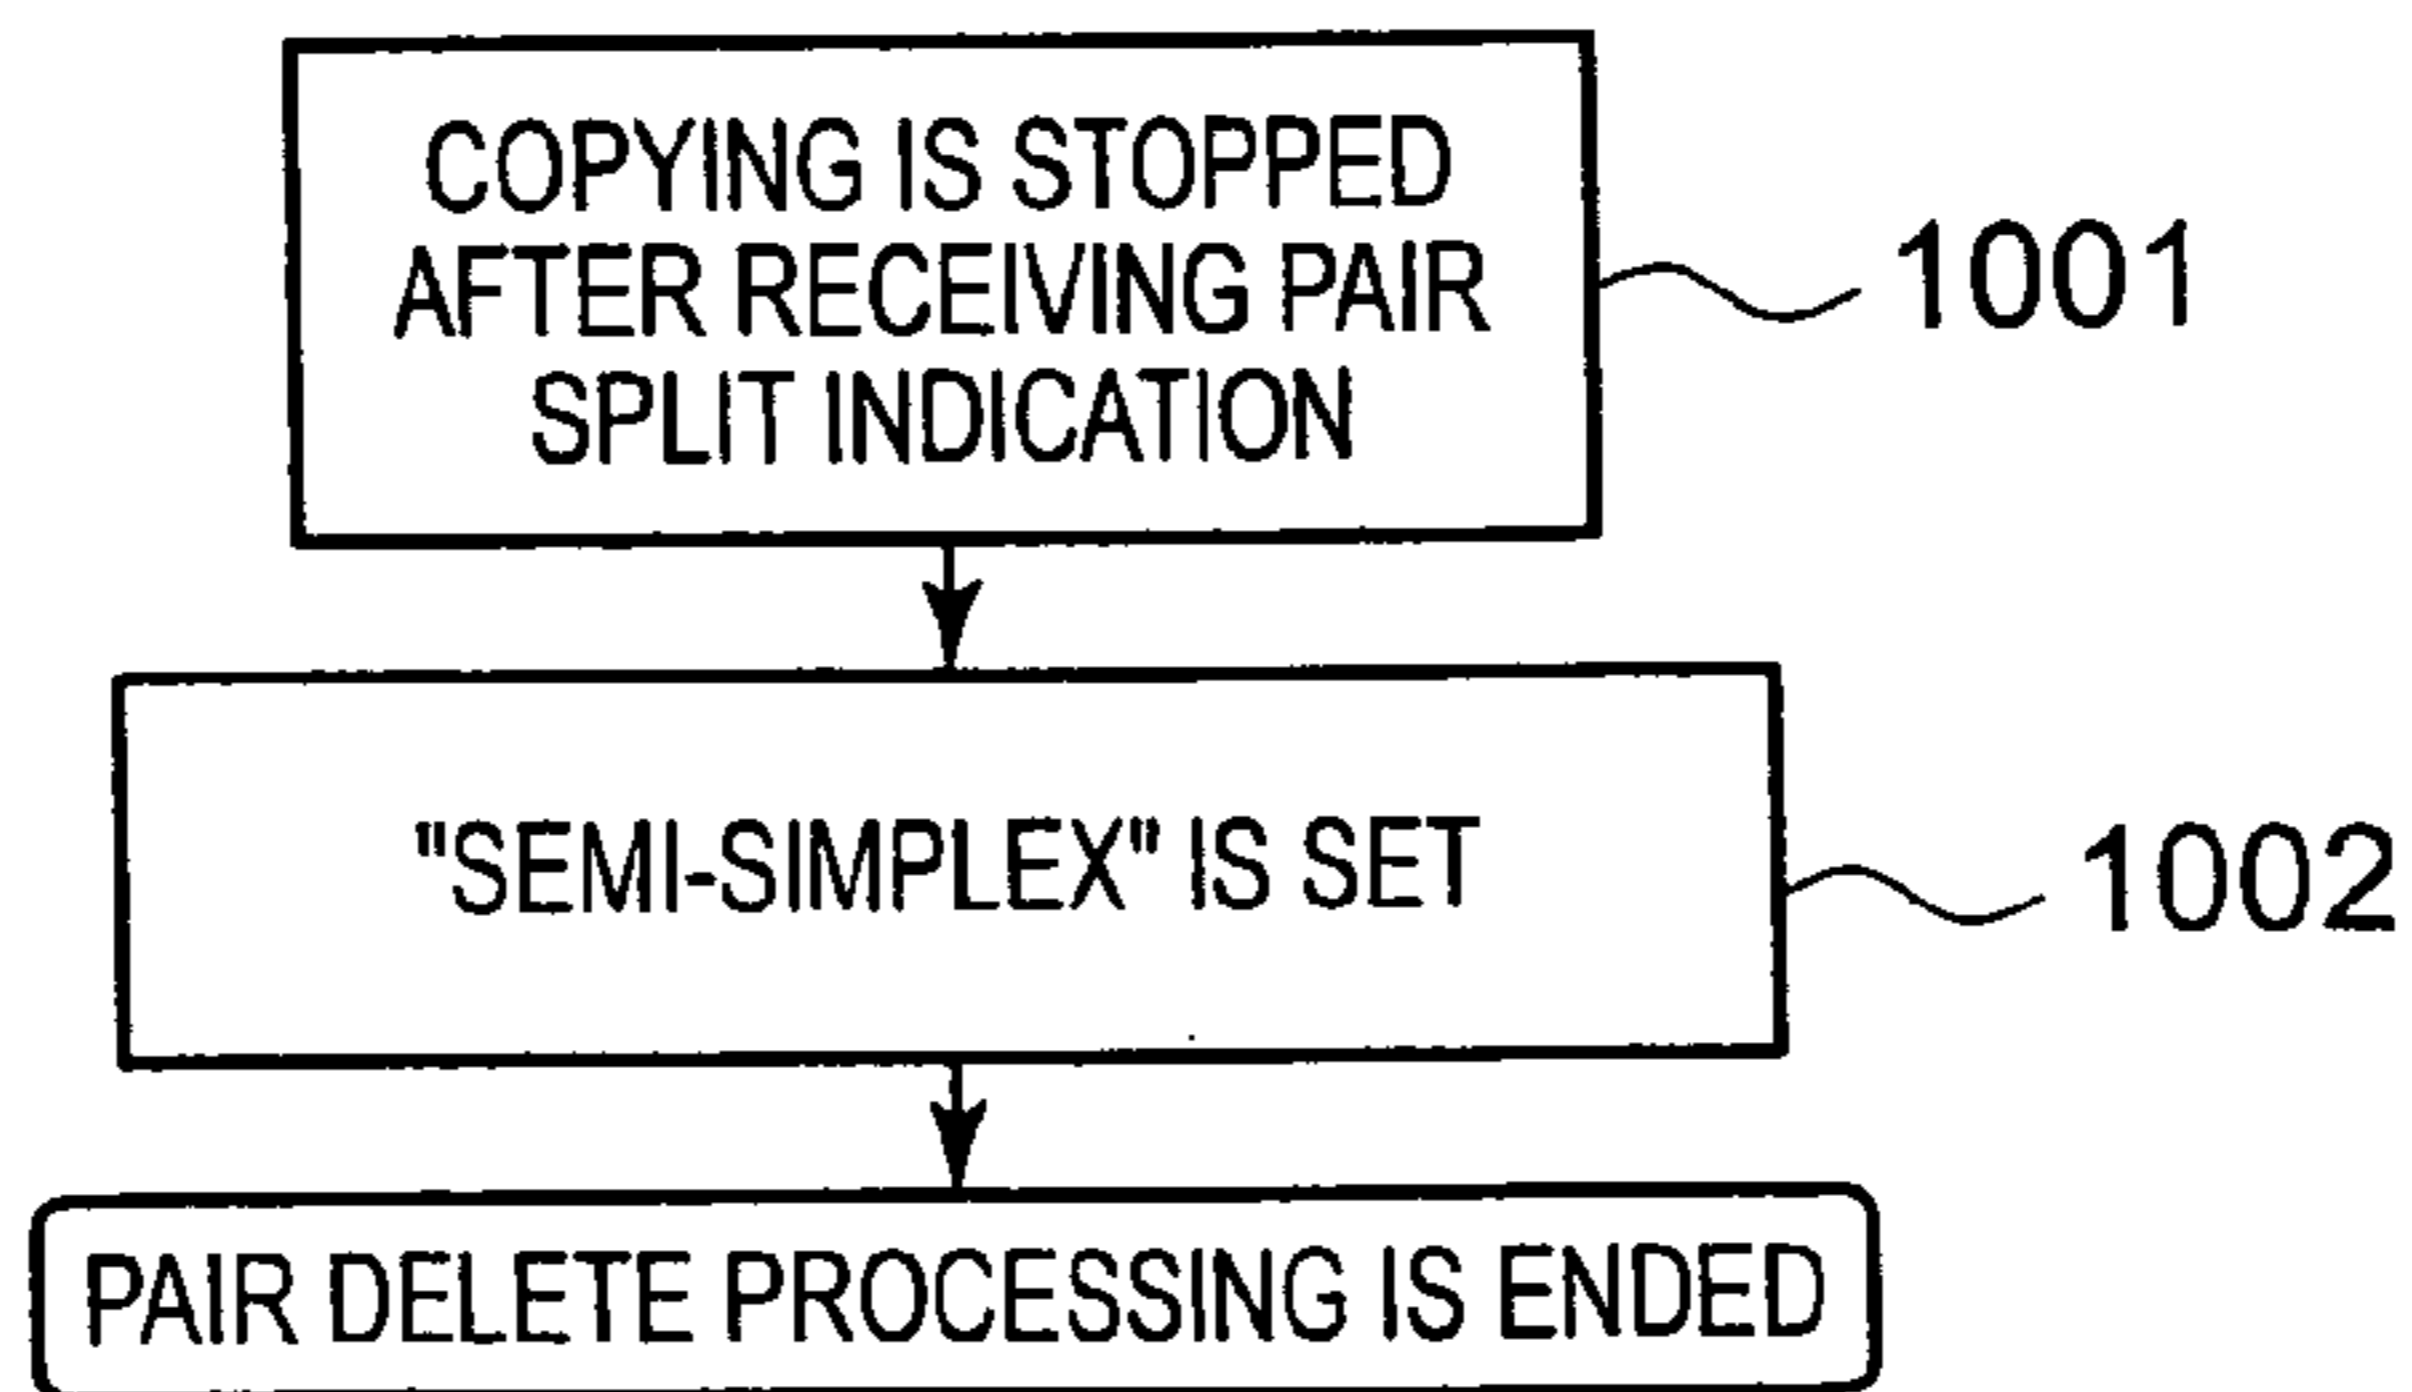 COPYING IS STOPPED
AFTER RECEIVING PAIR
SPLIT INDICATION
1001
"SEMI-SIMPLEX" IS SET
1002
PAIR DELETE PROCESSING IS ENDED